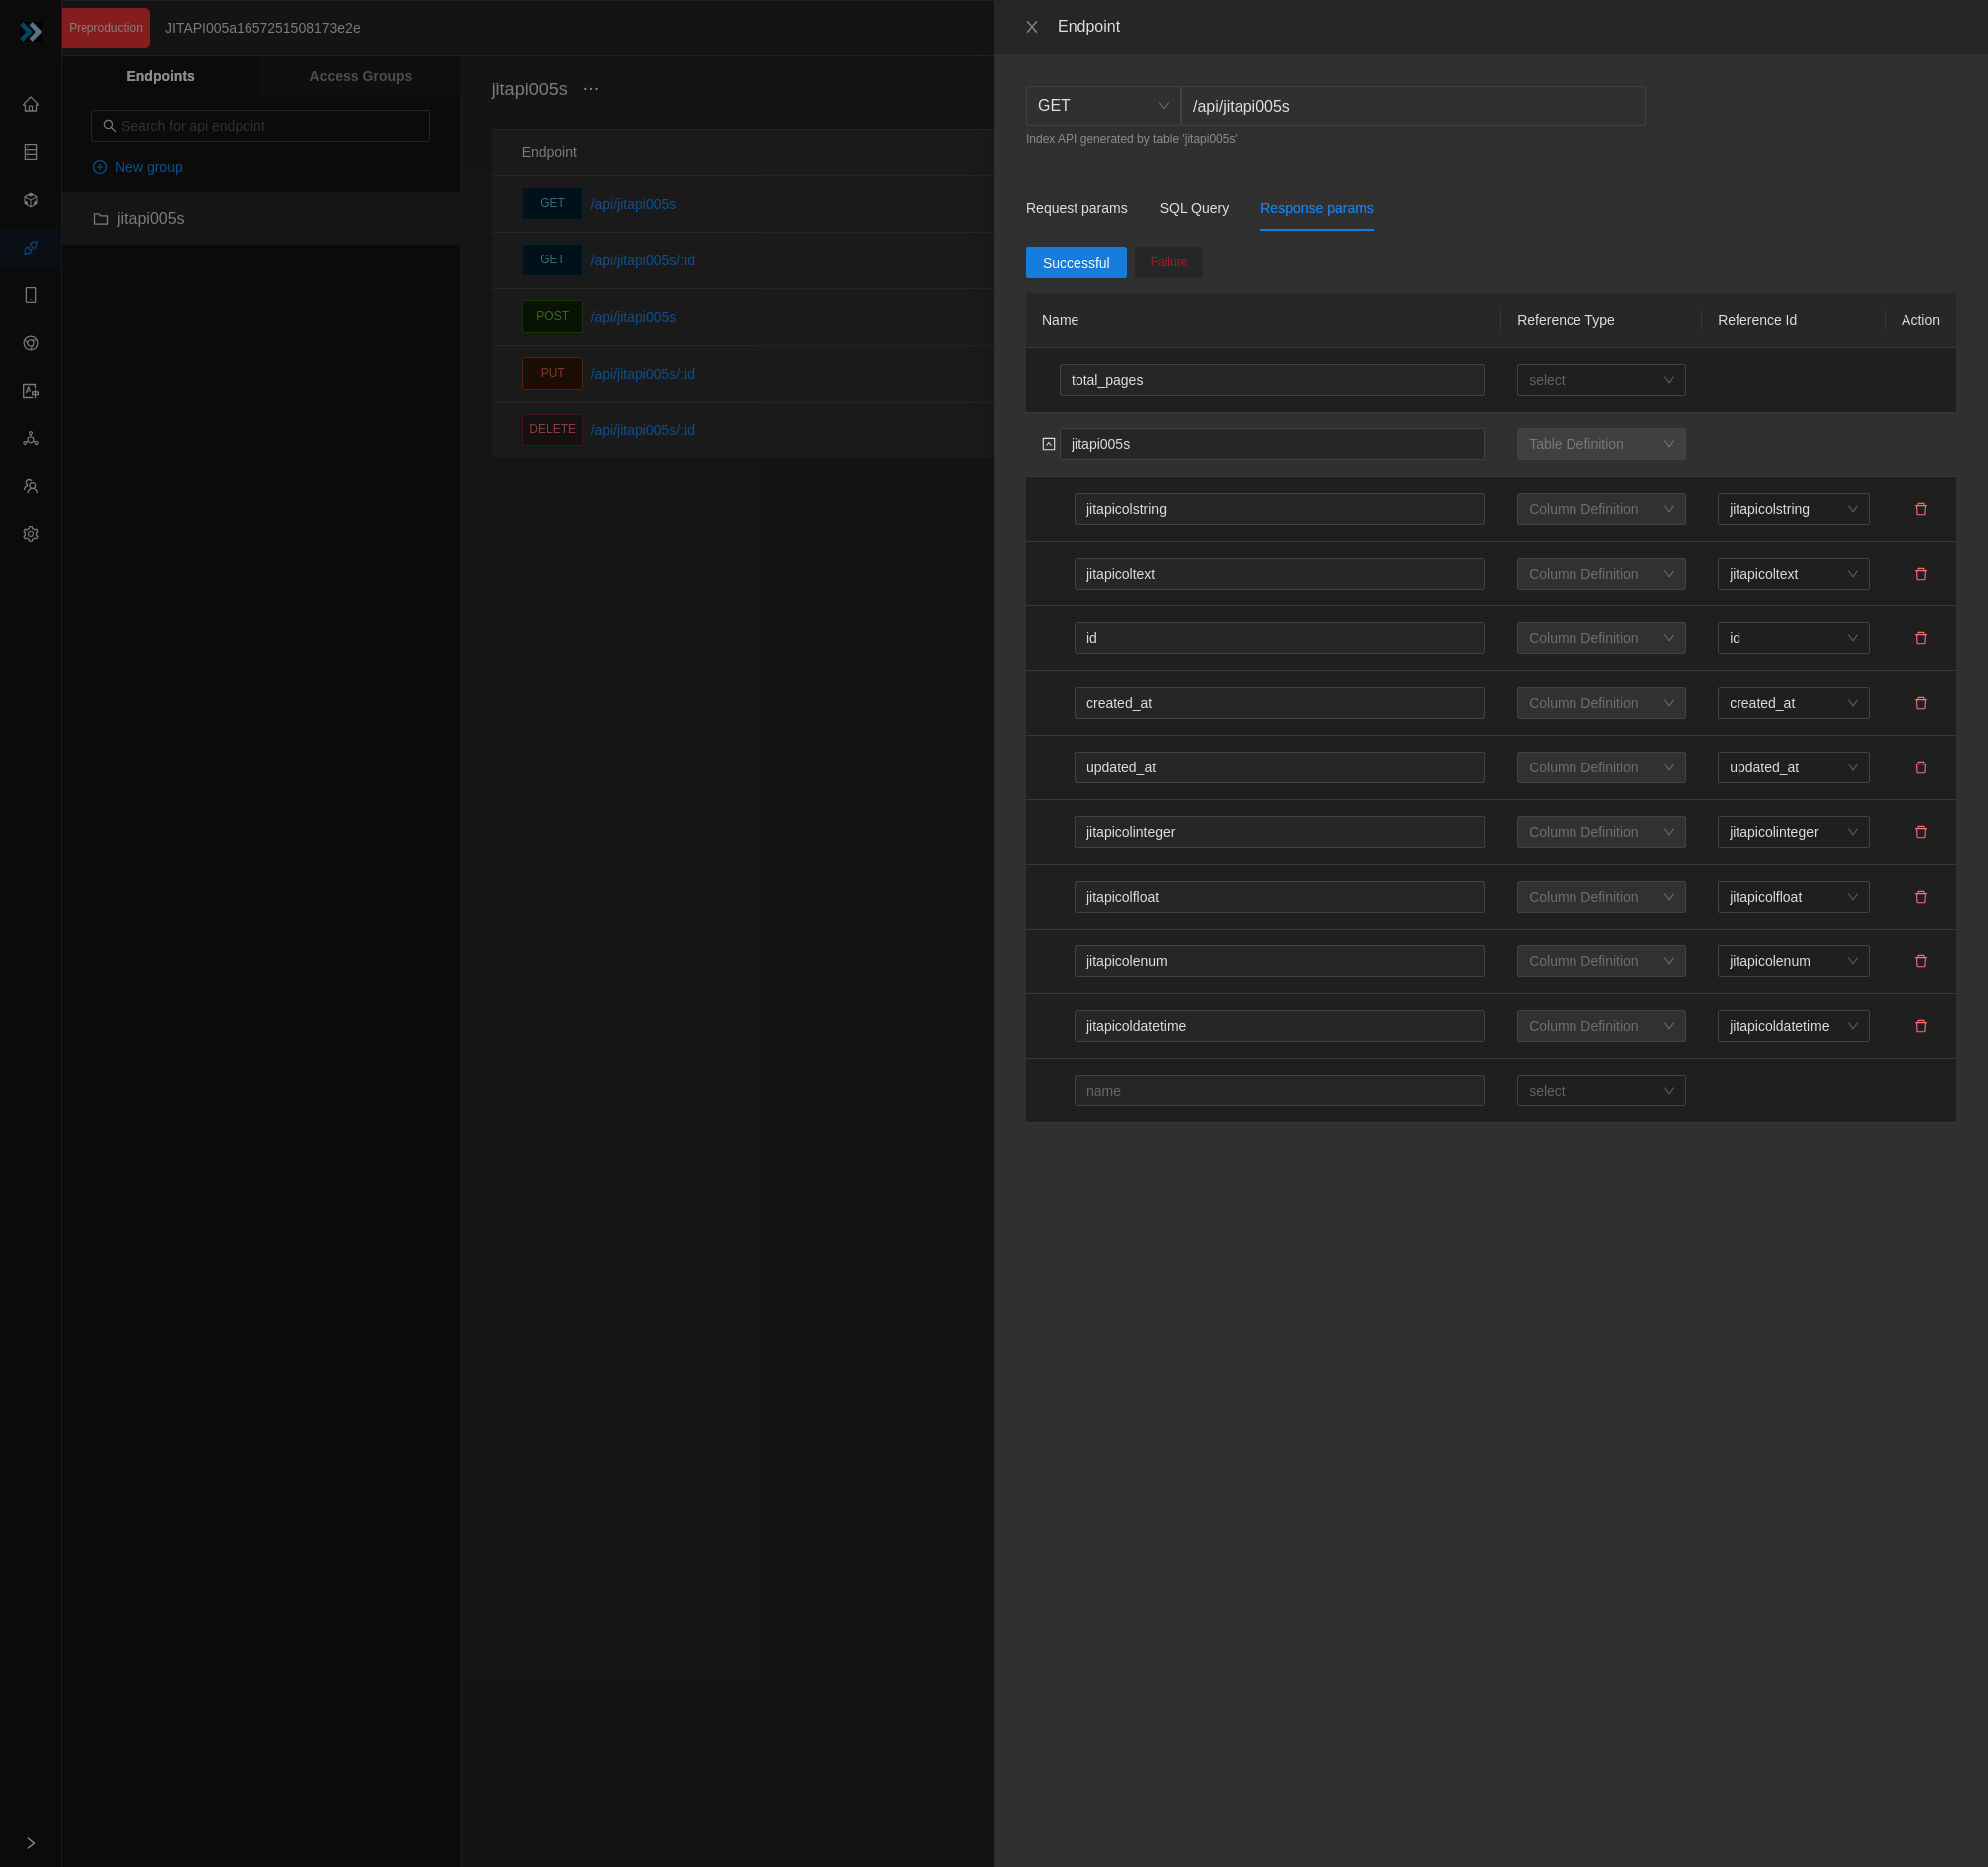 Preproduction JITAPI005a1657251508173e2e
Endpoints Access Groups
Search for api endpoint
New group
jitapi005s
jitapi005s ···
Endpoint
GET /api/jitapi005s
GET /api/jitapi005s/:id
POST /api/jitapi005s
PUT /api/jitapi005s/:id
DELETE /api/jitapi005s/:id
Endpoint
GET /api/jitapi005s
Index API generated by table 'jitapi005s'
Request params SQL Query Response params
Successful Failure
Name Reference Type Reference Id Action
total_pages select
jitapi005s Table Definition
jitapicolstring Column Definition jitapicolstring
jitapicoltext Column Definition jitapicoltext
id Column Definition id
created_at Column Definition created_at
updated_at Column Definition updated_at
jitapicolinteger Column Definition jitapicolinteger
jitapicolfloat Column Definition jitapicolfloat
jitapicolenum Column Definition jitapicolenum
jitapicoldatetime Column Definition jitapicoldatetime
name select